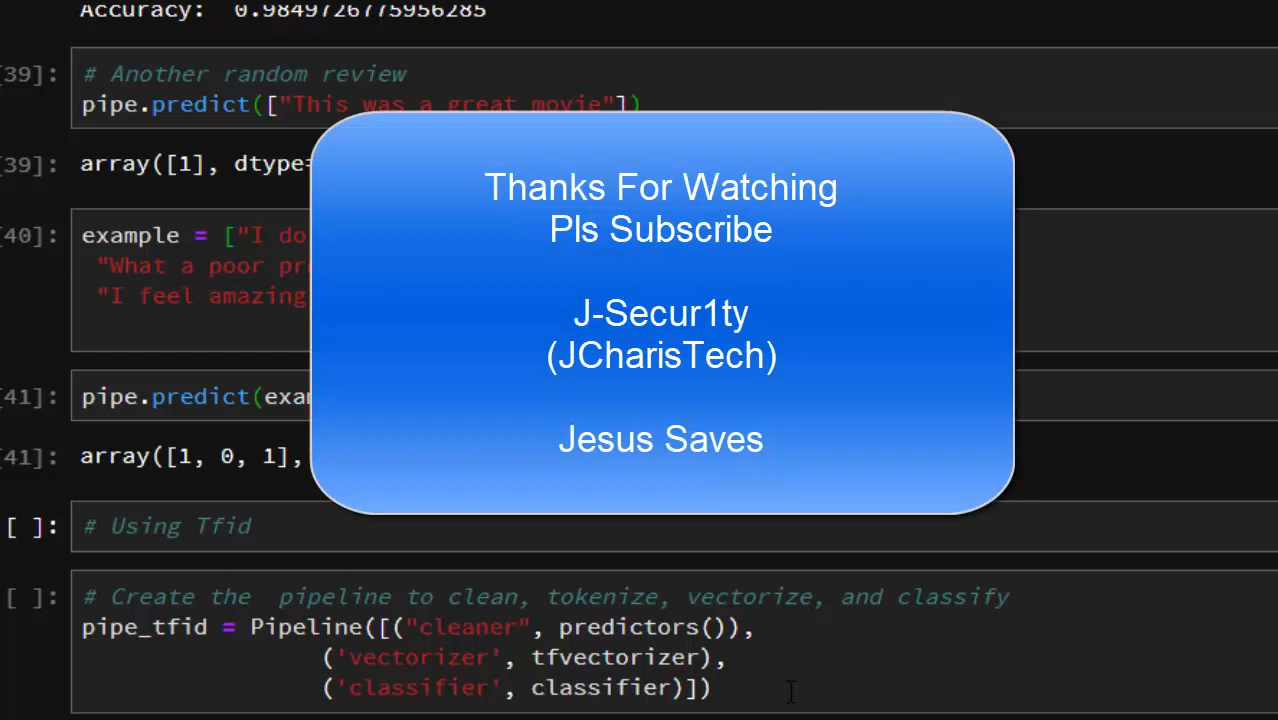 Accuracy:  0.9849726775956285
[39]: # Another random review
pipe.predict(["This was a great movie"])
[39]: array([1], dtype=
[40]: example = ["I do
"What a poor pr
"I feel amazing
[41]: pipe.predict(exam
[41]: array([1, 0, 1],
[ ]: # Using Tfid
[ ]: # Create the  pipeline to clean, tokenize, vectorize, and classify
pipe_tfid = Pipeline([("cleaner", predictors()),
('vectorizer', tfvectorizer),
('classifier', classifier)])
Thanks For Watching
Pls Subscribe
J-Secur1ty
(JCharisTech)
Jesus Saves